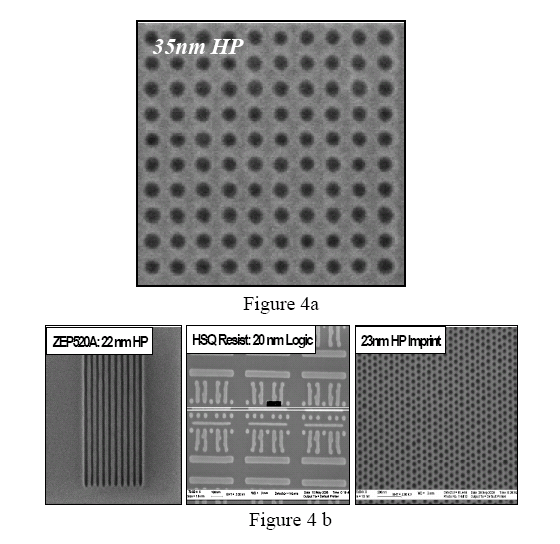 35nm HP
Figure 4a
ZEP520A: 22 nm HP
HSQ Resist: 20 nm Logic
23nm HP Imprint
Figure 4 b